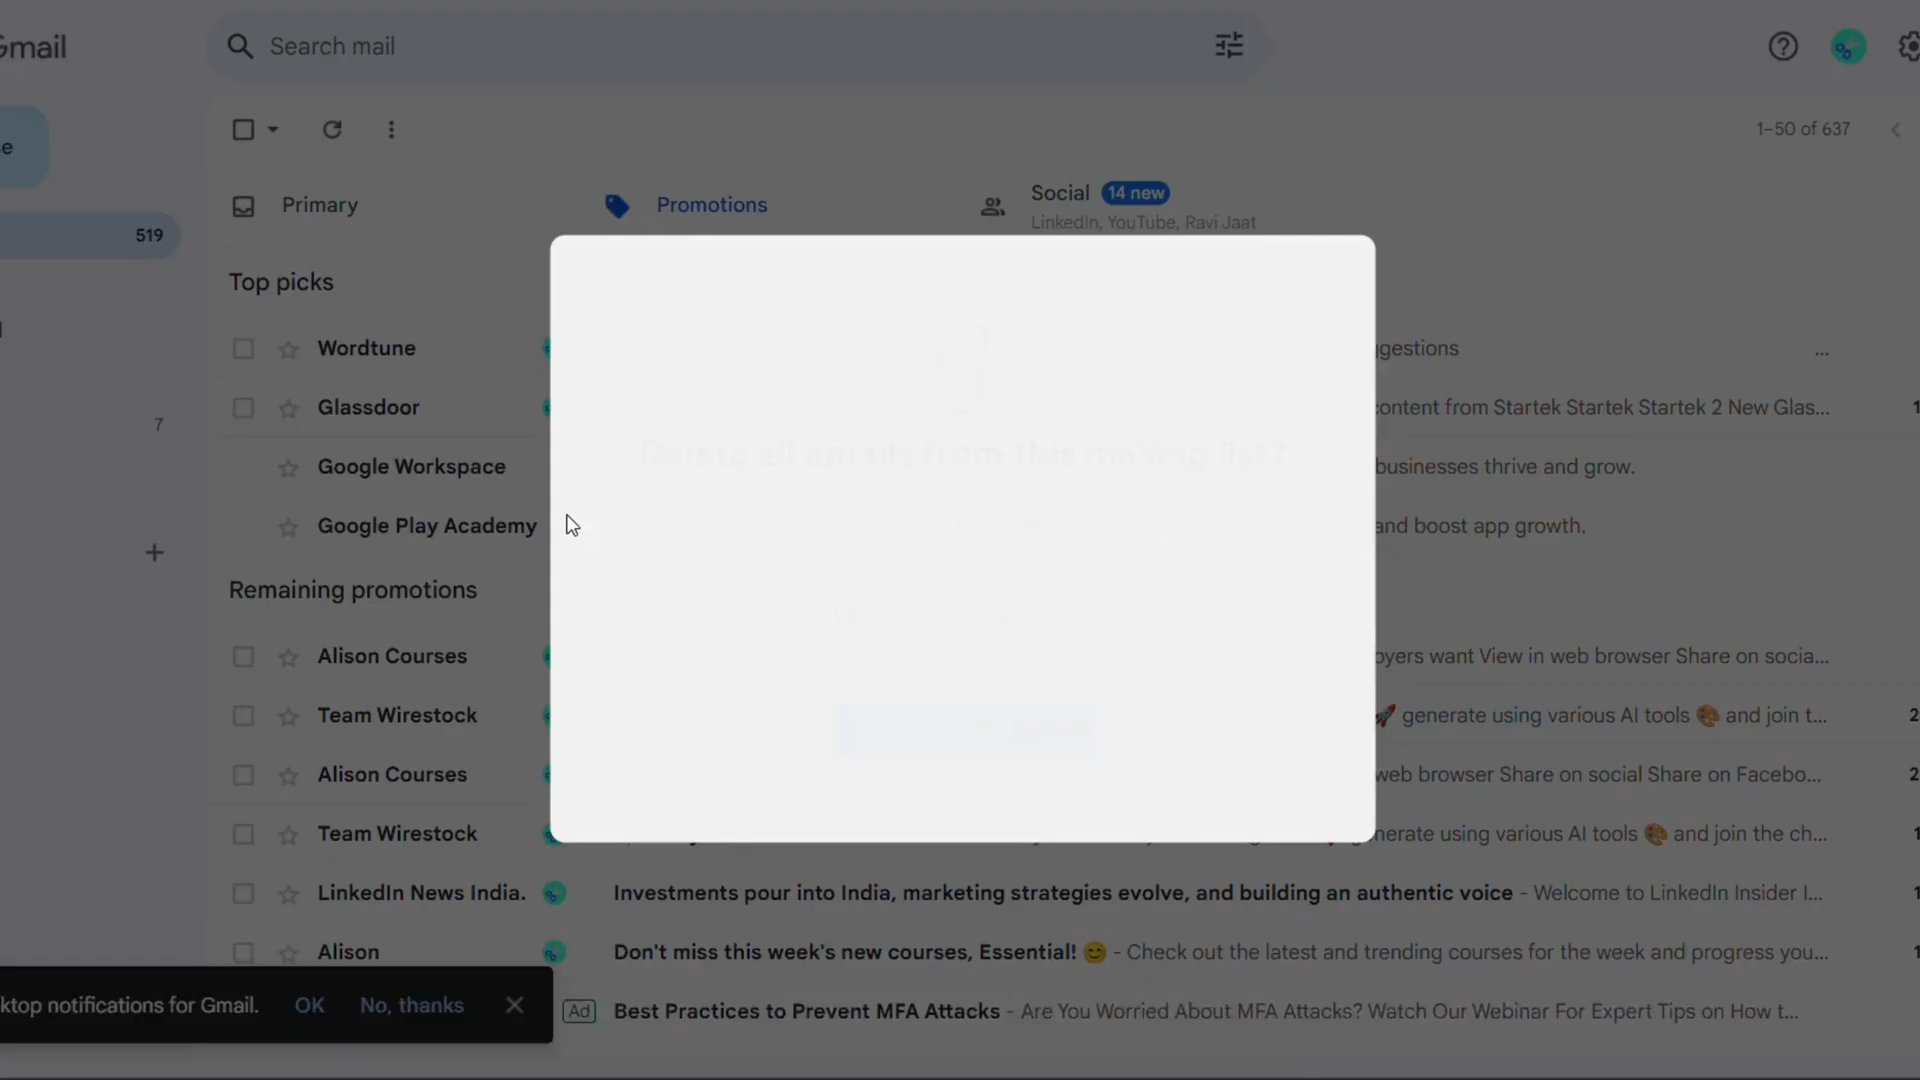 Gmail
Search mail
1–50 of 637
Primary
Promotions
Social 14 new
LinkedIn, YouTube, Ravi Jaat
519
Top picks
Wordtune
ggestions ...
Glassdoor
content from Startek Startek Startek 2 New Glas...
7
Google Workspace
businesses thrive and grow.
Google Play Academy
and boost app growth.
Delete all emails from this mailing list?
Remaining promotions
Alison Courses
oyers want View in web browser Share on socia...
Team Wirestock
🚀 generate using various AI tools 🎨 and join t...
Alison Courses
web browser Share on social Share on Facebo...
Team Wirestock
nerate using various AI tools 🎨 and join the ch...
LinkedIn News India.
Investments pour into India, marketing strategies evolve, and building an authentic voice - Welcome to LinkedIn Insider I...
Alison
Don't miss this week's new courses, Essential! 😊 - Check out the latest and trending courses for the week and progress you...
ktop notifications for Gmail. OK No, thanks
Ad Best Practices to Prevent MFA Attacks - Are You Worried About MFA Attacks? Watch Our Webinar For Expert Tips on How t...